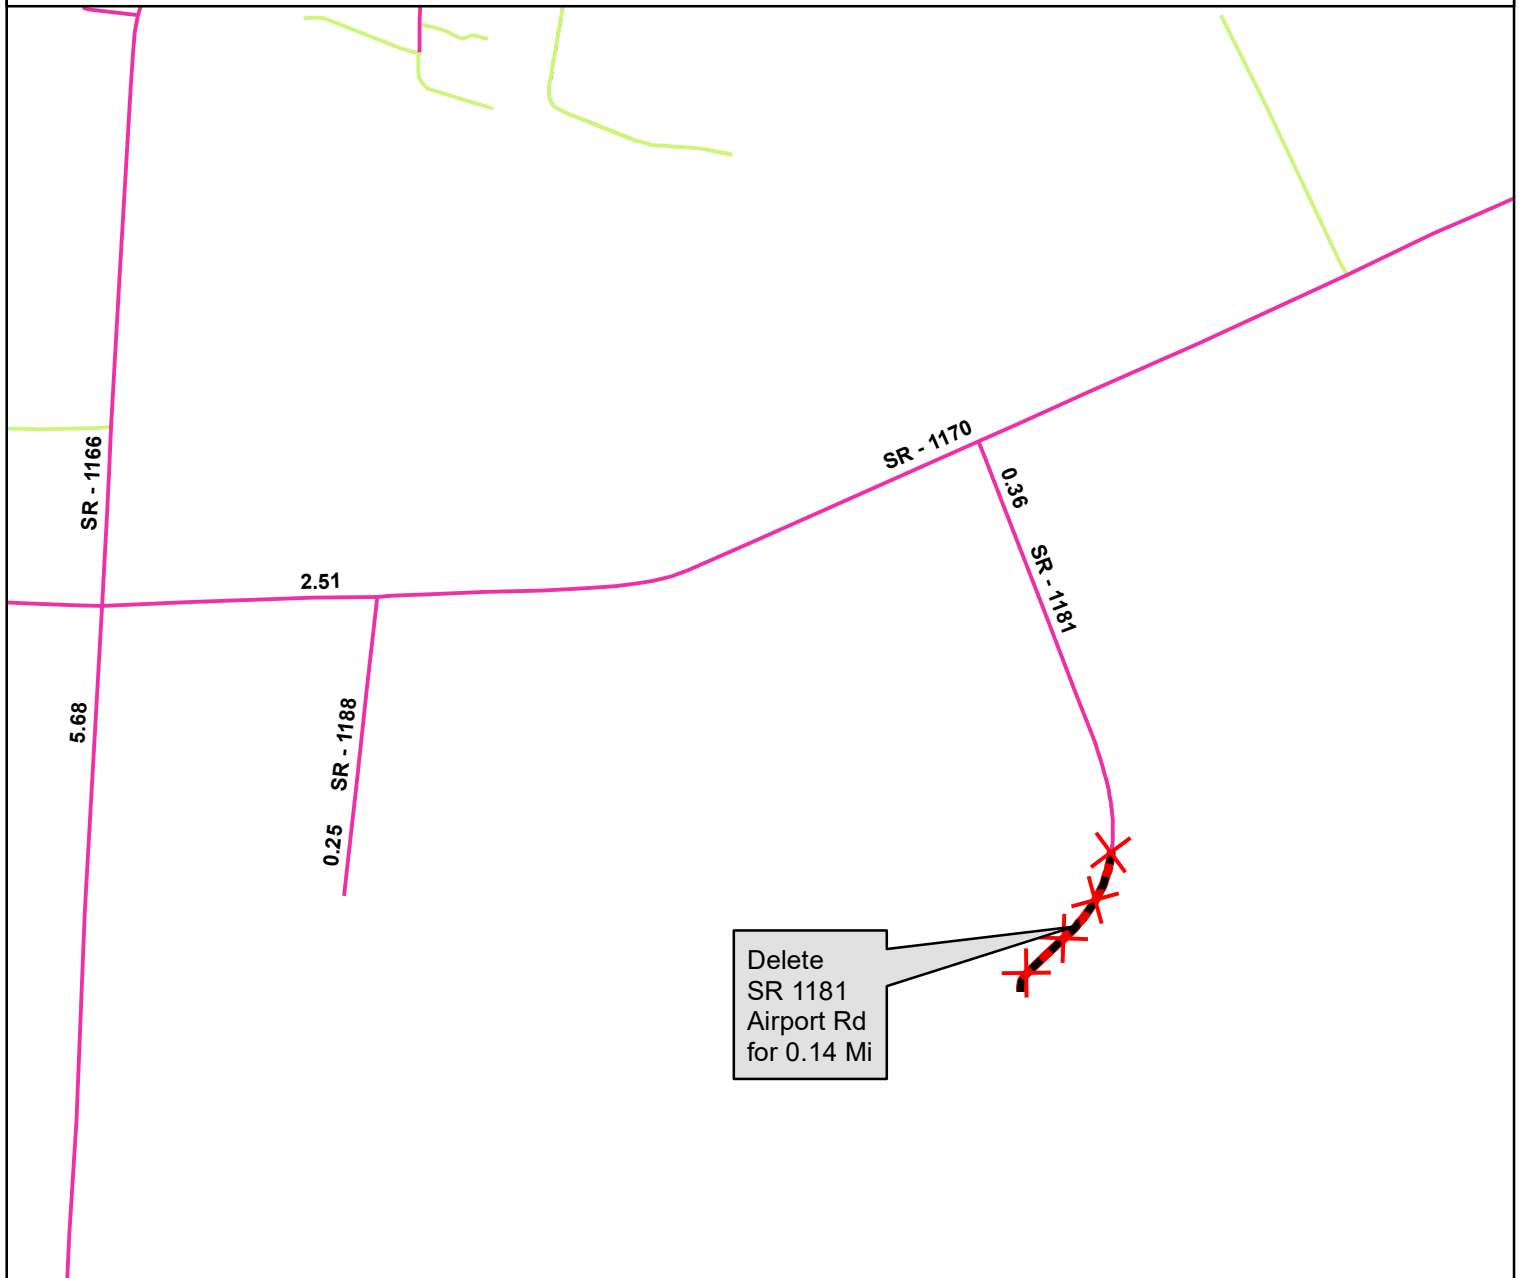 SR - 1170
SR - 1166
0.36
SR - 1181
2.51
5.68
SR - 1188
0.25
Delete
SR 1181
Airport Rd
for 0.14 Mi